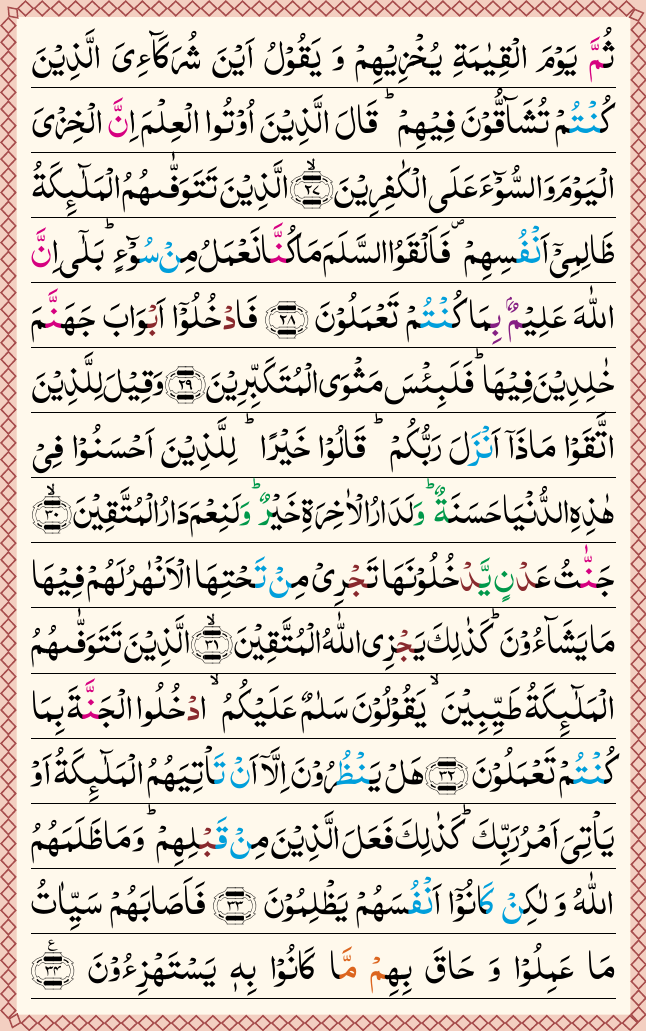 ثُمَّ يَوْمَ الْقِيٰمَةِ يُخْزِيْهِمْ وَ يَقُوْلُ اَيْنَ شُرَكَآءِىَ الَّذِيْنَ
كُنْتُمْ تُشَآقُّوْنَ فِيْهِمْ ؕ قَالَ الَّذِيْنَ اُوْتُوا الْعِلْمَ اِنَّ الْخِزْىَ
الْيَوْمَ وَالسُّوْٓءَ عَلَى الْكٰفِرِيْنَ ۙ‏ ﴿۲۷﴾ الَّذِيْنَ تَتَوَفّٰٮهُمُ الْمَلٰٓٮِٕكَةُ
ظَالِمِىْۤ اَنْفُسِهِمْ ۪ فَاَلْقَوُا السَّلَمَ مَا كُنَّا نَعْمَلُ مِنْ سُوْٓءٍ ؕ بَلٰٓى اِنَّ
اللّٰهَ عَلِيْمٌۢ بِمَا كُنْتُمْ تَعْمَلُوْنَ ﴿۲۸﴾ فَادْخُلُوْۤا اَبْوَابَ جَهَنَّمَ
خٰلِدِيْنَ فِيْهَا ؕ فَلَبِئْسَ مَثْوَى الْمُتَكَبِّرِيْنَ ﴿۲۹﴾ وَقِيْلَ لِلَّذِيْنَ
اتَّقَوْا مَاذَاۤ اَنْزَلَ رَبُّكُمْ ؕ قَالُوْا خَيْرًا ؕ لِلَّذِيْنَ اَحْسَنُوْا فِىْ
هٰذِهِ الدُّنْيَا حَسَنَةٌ ؕ وَلَدَارُ الْاٰخِرَةِ خَيْرٌ ؕ وَلَنِعْمَ دَارُ الْمُتَّقِيْنَ ۙ ﴿۳۰﴾
جَنّٰتُ عَدْنٍ يَّدْخُلُوْنَهَا تَجْرِىْ مِنْ تَحْتِهَا الْاَنْهٰرُ لَهُمْ فِيْهَا
مَا يَشَآءُوْنَ ؕ كَذٰلِكَ يَجْزِى اللّٰهُ الْمُتَّقِيْنَ ۙ ﴿۳۱﴾ الَّذِيْنَ تَتَوَفّٰٮهُمُ
الْمَلٰٓٮِٕكَةُ طَيِّبِيْنَ ۙ يَقُوْلُوْنَ سَلٰمٌ عَلَيْكُمُ ۙ ادْخُلُوا الْجَنَّةَ بِمَا
كُنْتُمْ تَعْمَلُوْنَ ﴿۳۲﴾ هَلْ يَنْظُرُوْنَ اِلَّاۤ اَنْ تَاْتِيَهُمُ الْمَلٰٓٮِٕكَةُ اَوْ
يَاْتِىَ اَمْرُ رَبِّكَ ؕ كَذٰلِكَ فَعَلَ الَّذِيْنَ مِنْ قَبْلِهِمْ ؕ وَمَا ظَلَمَهُمُ
اللّٰهُ وَ لٰكِنْ كَانُوْۤا اَنْفُسَهُمْ يَظْلِمُوْنَ ﴿۳۳﴾ فَاَصَابَهُمْ سَيِّاٰتُ
مَا عَمِلُوْا وَ حَاقَ بِهِمْ مَّا كَانُوْا بِهٖ يَسْتَهْزِءُوْنَ ﴿۳۴﴾ ع